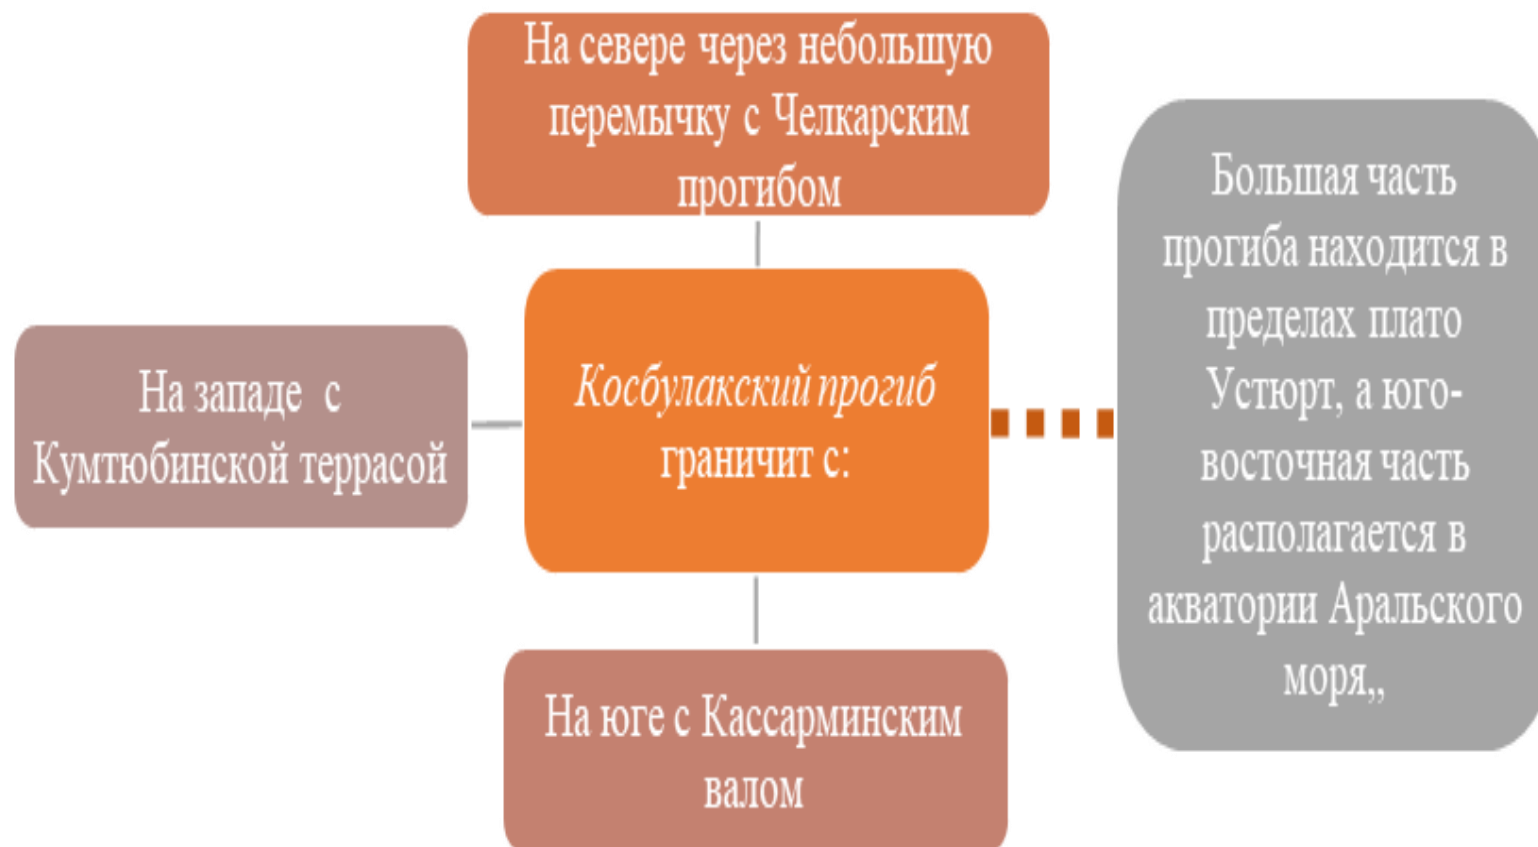 На севере через небольшую
перемычку с Челкарским
прогибом
На западе с
Кумтюбинской террасой
Косбулакский прогиб
граничит с:
На юге с Кассарминским
валом
Большая часть
прогиба находится в
пределах плато
Устюрт, а юго-
восточная часть
располагается в
акватории Аральского
моря,,